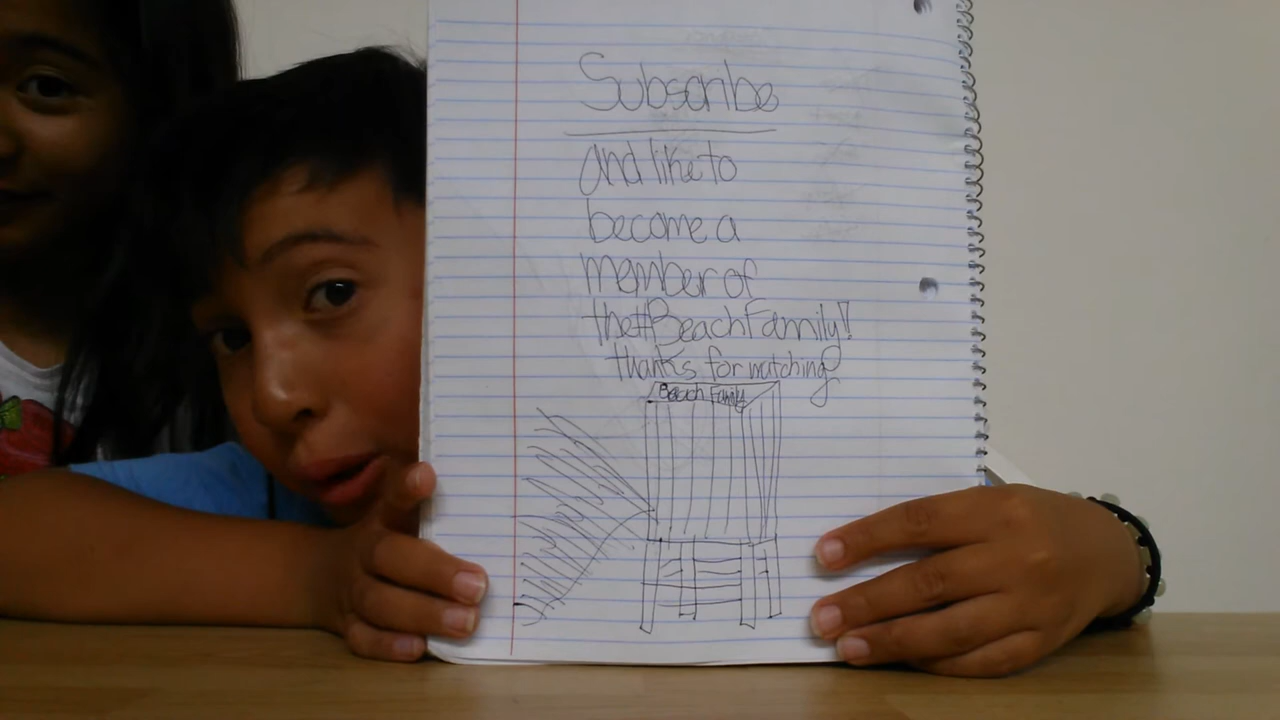 Subscribe
and like to
become a
member of
the#BeachFamily!
thanks for watching
Beach Family